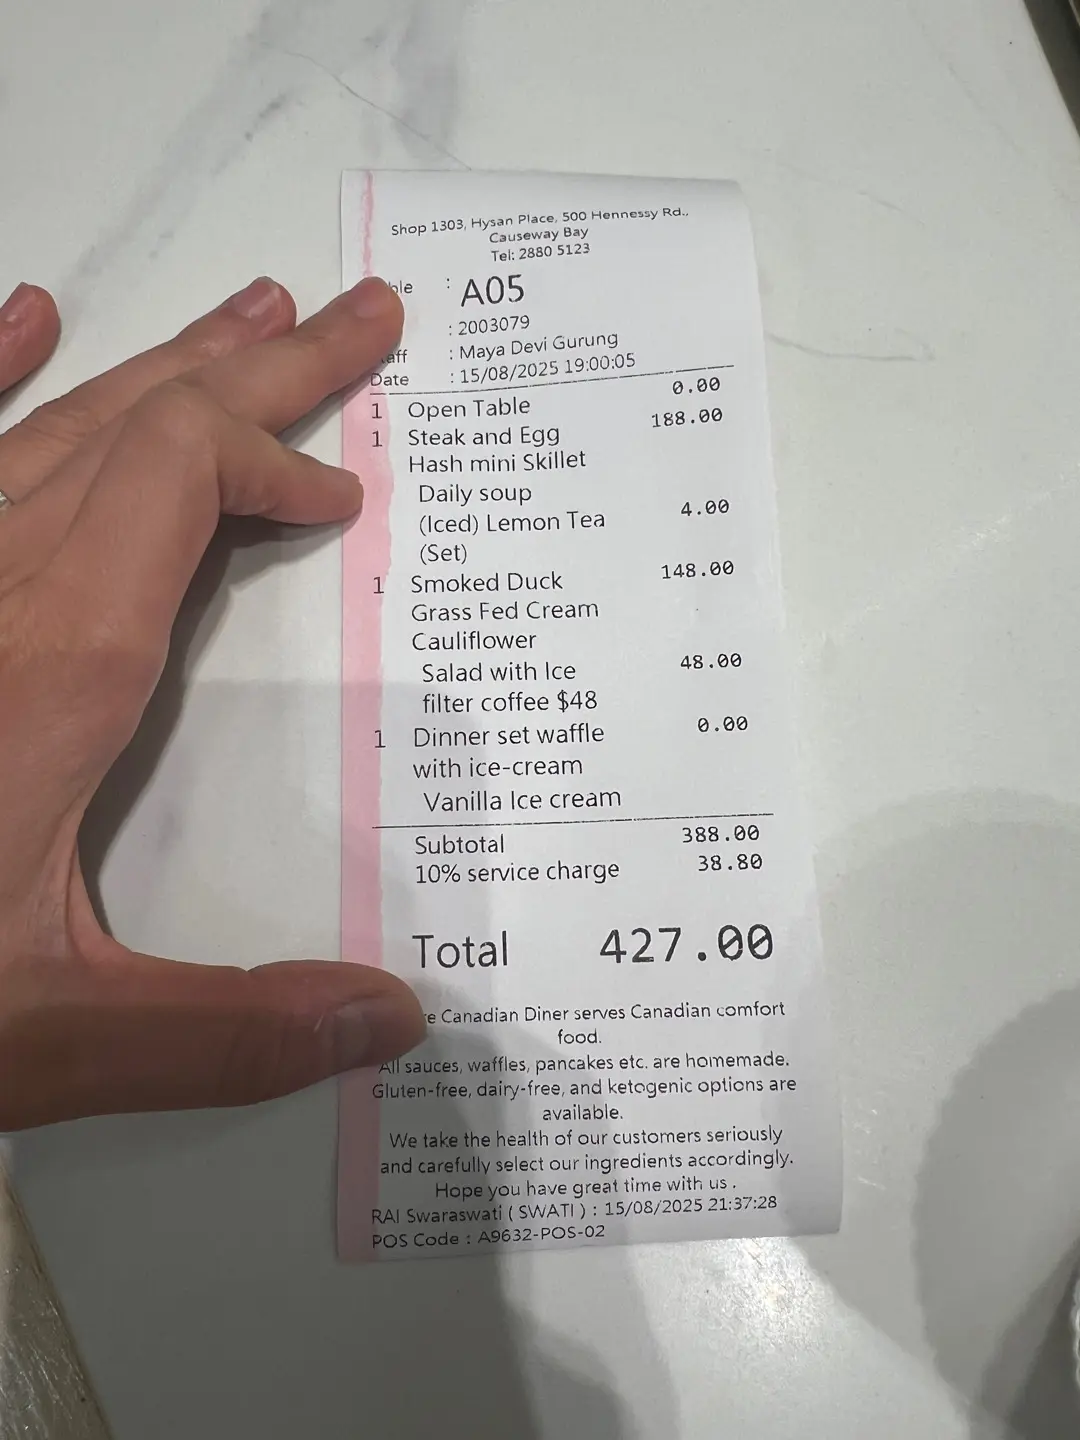 Shop 1303, Hysan Place, 500 Hennessy Rd.,
Causeway Bay
Tel: 2880 5123
: A05
: 2003079
: Maya Devi Gurung
Date : 15/08/2025 19:00:05
1 Open Table 0.00
1 Steak and Egg 188.00
Hash mini Skillet
Daily soup
(Iced) Lemon Tea 4.00
(Set)
1 Smoked Duck 148.00
Grass Fed Cream
Cauliflower
Salad with Ice 48.00
filter coffee $48
1 Dinner set waffle 0.00
with ice-cream
Vanilla Ice cream
Subtotal 388.00
10% service charge 38.80
Total 427.00
Canadian Diner serves Canadian comfort
food.
All sauces, waffles, pancakes etc. are homemade.
Gluten-free, dairy-free, and ketogenic options are
available.
We take the health of our customers seriously
and carefully select our ingredients accordingly.
Hope you have great time with us .
RAI Swaraswati ( SWATI ) : 15/08/2025 21:37:28
POS Code : A9632-POS-02